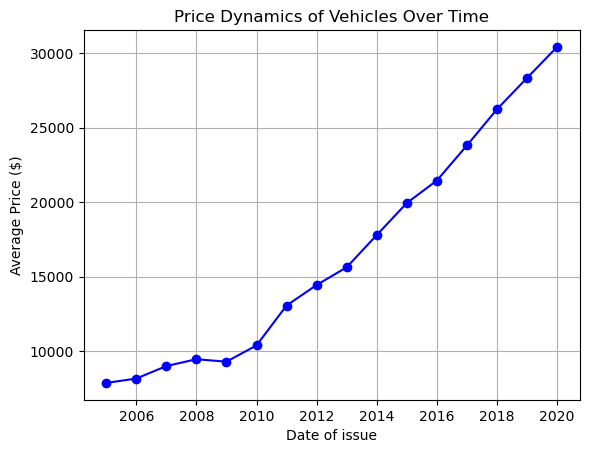 Price Dynamics of Vehicles Over Time
Average Price ($)
30000
25000
20000
15000
10000
2006 2008 2010 2012 2014 2016 2018 2020
Date of issue